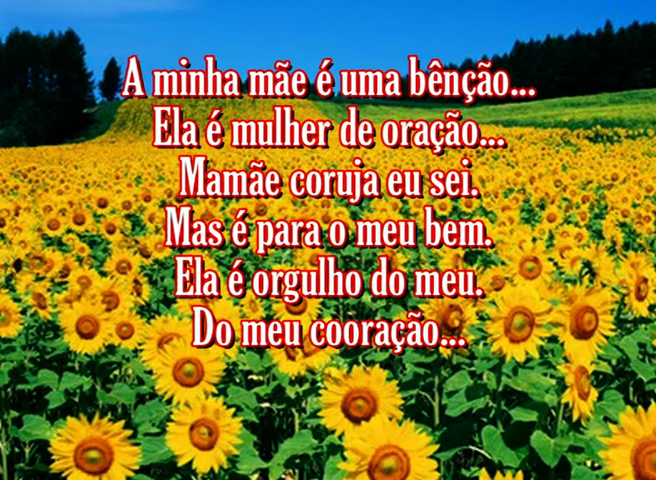 A minha mãe é uma bênção...
Ela é mulher de oração...
Mamãe coruja eu sei.
Mas é para o meu bem.
Ela é orgulho do meu.
Do meu cooração...